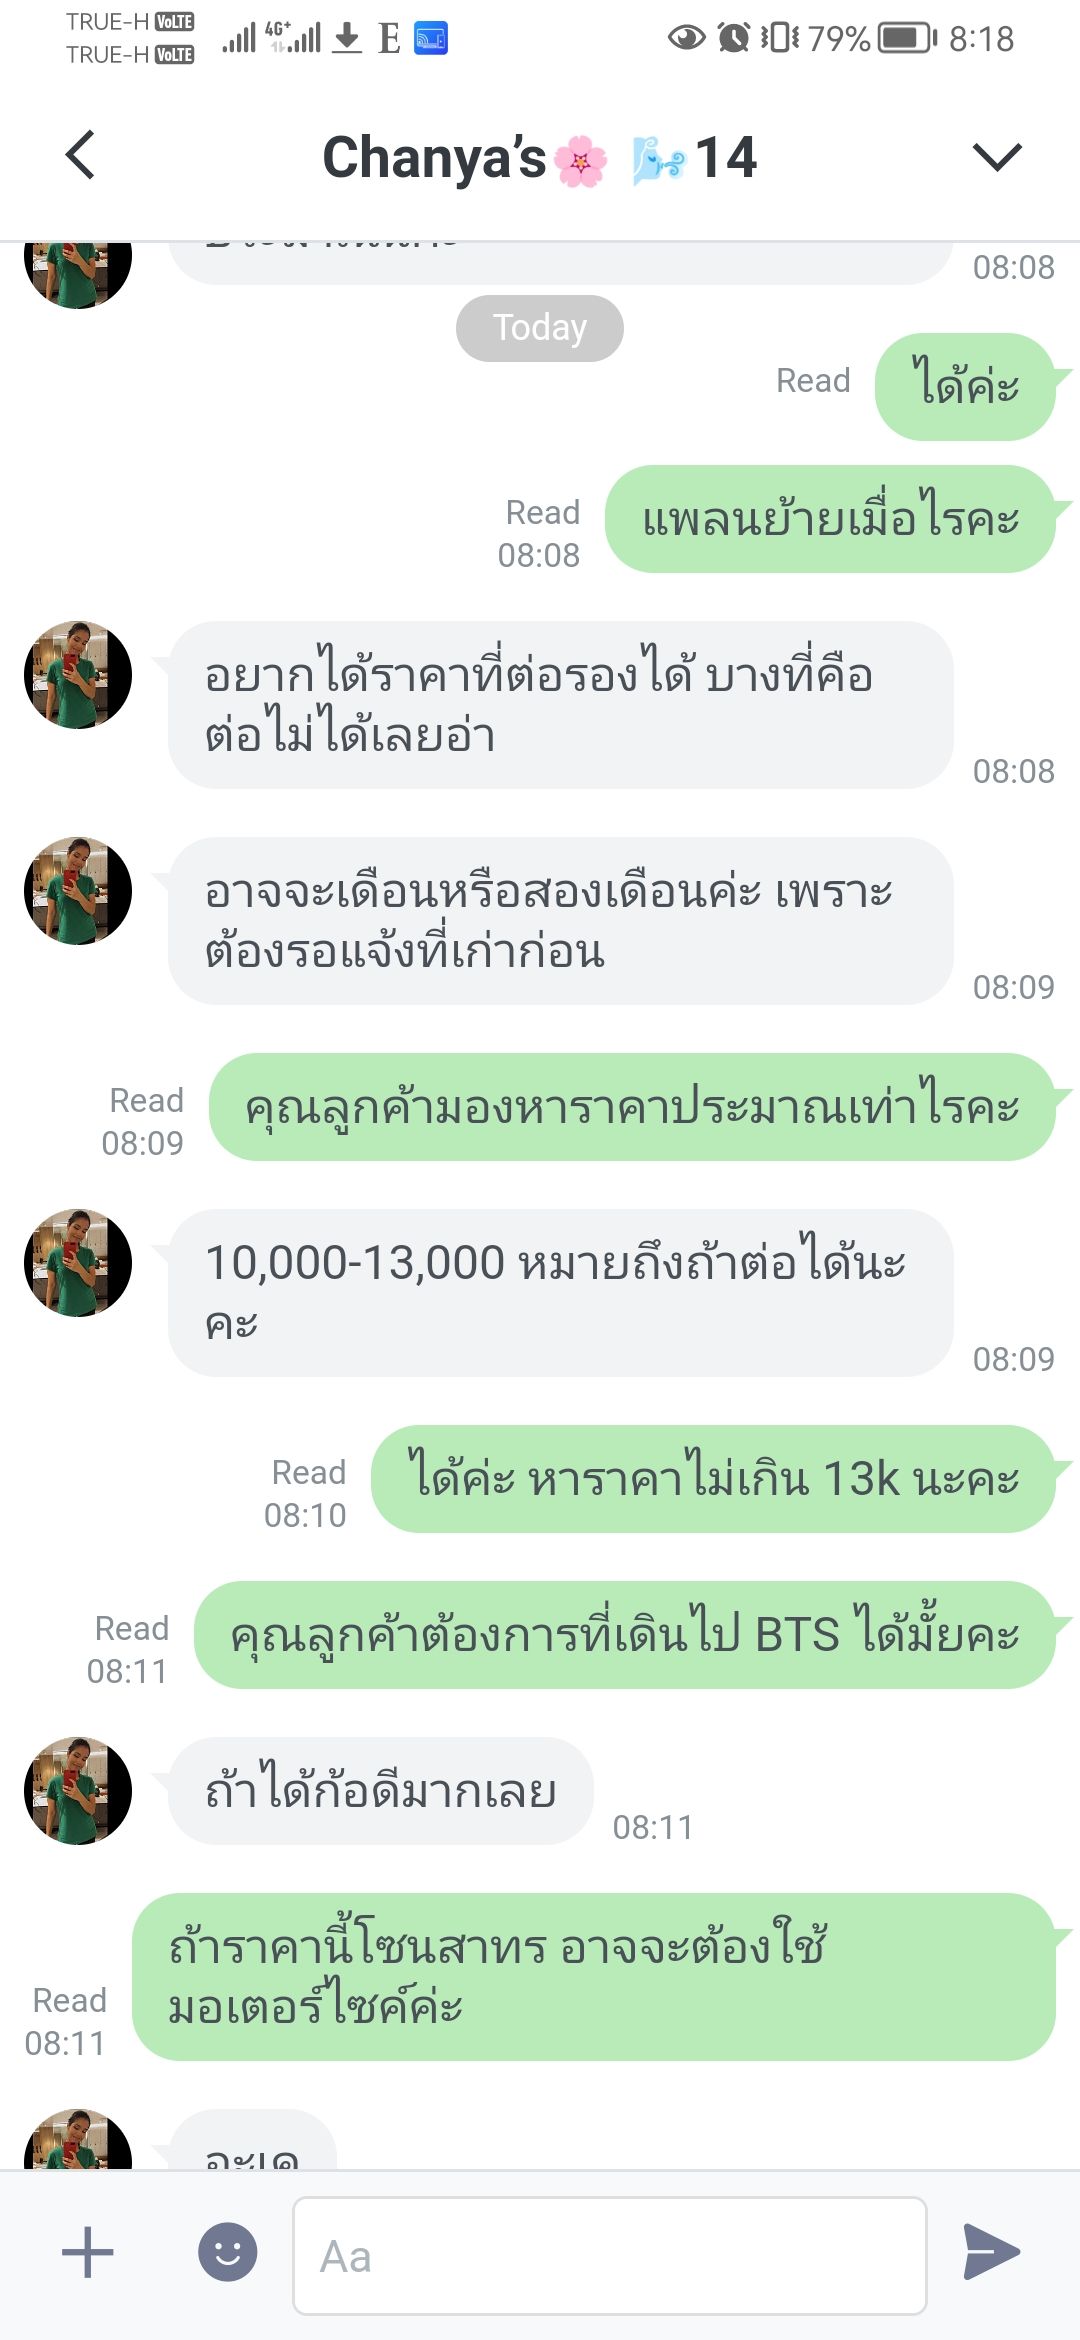 TRUE-H VoLTE
TRUE-H VoLTE
4G+
E
79%
8:18
Chanya’s🌸 🌬️14
08:08
Today
Read
ได้ค่ะ
Read
08:08
แพลนย้ายเมื่อไรคะ
อยากได้ราคาที่ต่อรองได้ บางที่คือ
ต่อไม่ได้เลยอ่า
08:08
อาจจะเดือนหรือสองเดือนค่ะ เพราะ
ต้องรอแจ้งที่เก่าก่อน
08:09
Read
08:09
คุณลูกค้ามองหาราคาประมาณเท่าไรคะ
10,000-13,000 หมายถึงถ้าต่อได้นะ
คะ
08:09
Read
08:10
ได้ค่ะ หาราคาไม่เกิน 13k นะคะ
Read
08:11
คุณลูกค้าต้องการที่เดินไป BTS ได้มั้ยคะ
ถ้าได้ก้อดีมากเลย
08:11
ถ้าราคานี้โซนสาทร อาจจะต้องใช้
มอเตอร์ไซค์ค่ะ
Read
08:11
Aa